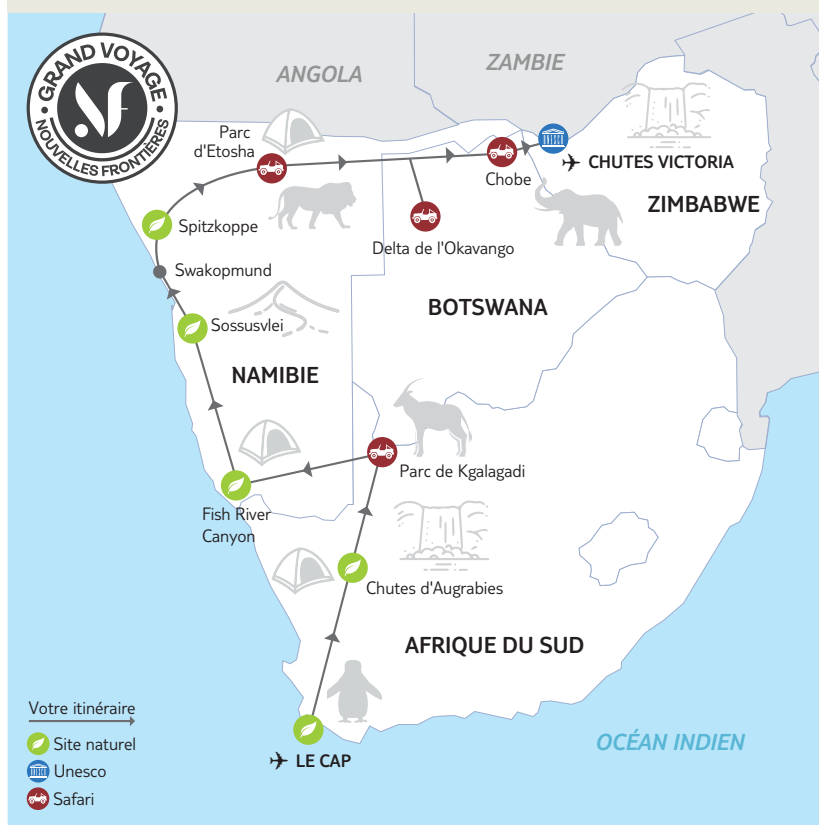 GRAND VOYAGE
NOUVELLES FRONTIÈRES
NF
ANGOLA
ZAMBIE
Parc
d'Etosha
CHUTES VICTORIA
Chobe
ZIMBABWE
Spitzkoppe
Delta de l'Okavango
Swakopmund
BOTSWANA
Sossusvlei
NAMIBIE
Parc de Kgalagadi
Fish River
Canyon
Chutes d'Augrabies
AFRIQUE DU SUD
Votre itinéraire
Site naturel
Unesco
Safari
OCÉAN INDIEN
LE CAP